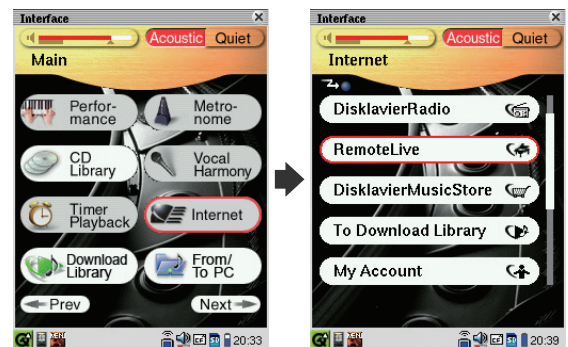 Interface
Acoustic Quiet
Main
Perfor-
mance
Metro-
nome
CD
Library
Vocal
Harmony
Timer
Playback
Internet
Download
Library
From/
To PC
Prev
Next
20:33
Interface
Acoustic Quiet
Internet
DisklavierRadio
RemoteLive
DisklavierMusicStore
To Download Library
My Account
20:39